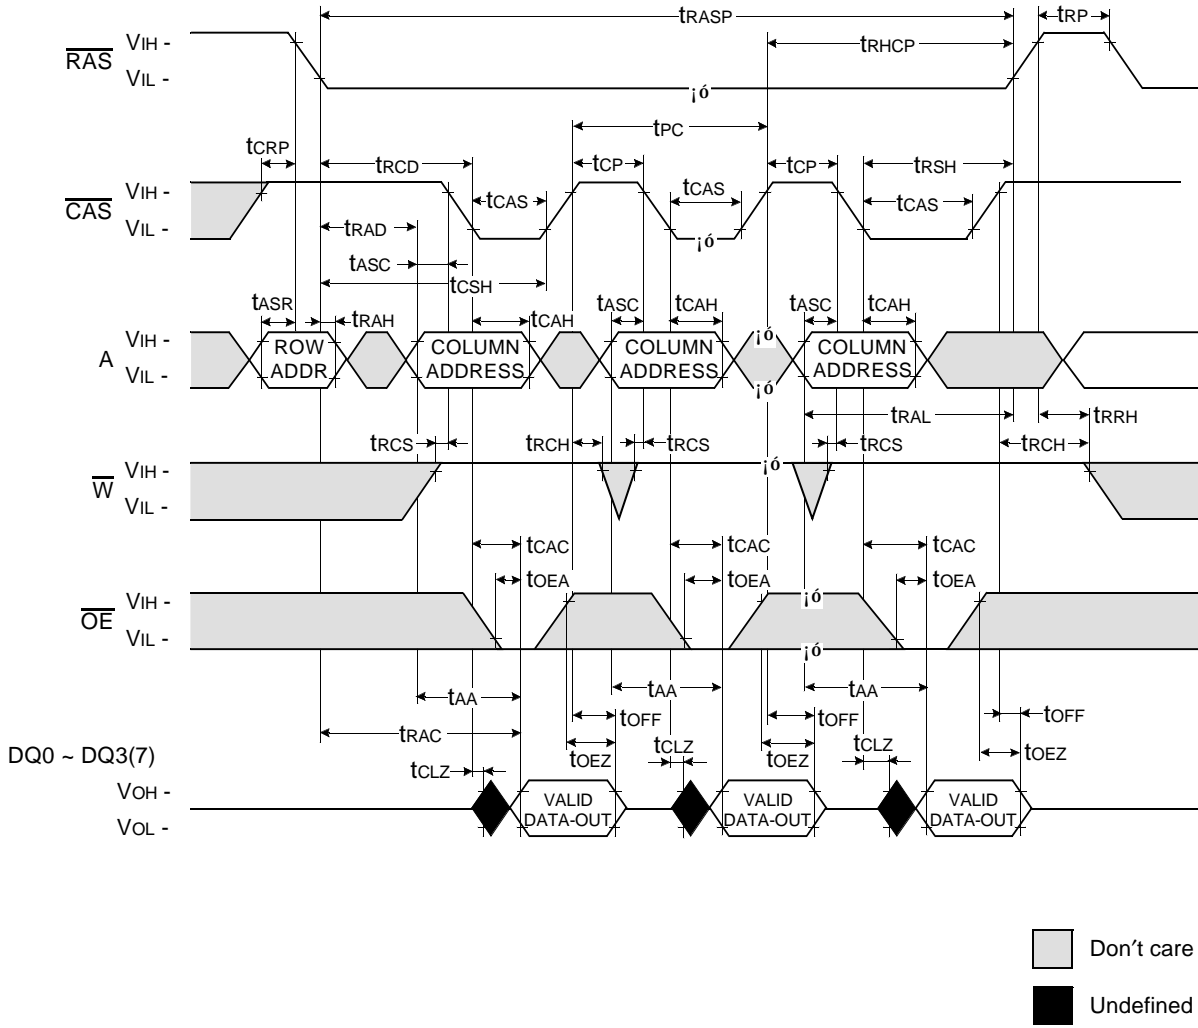 tRASP
tRP
VIH -
RAS
tRHCP
VIL -
¡ó
tPC
tCRP
tRCD
tCP
tCP
tRSH
VIH -
CAS
tCAS
tCAS
tCAS
VIL -
tRAD
¡ó
tASC
tCSH
tASR
tRAH
tCAH
tASC
tCAH
tASC
tCAH
VIH -
A
VIL -
ROW
ADDR
COLUMN
ADDRESS
COLUMN
ADDRESS
¡ó
¡ó
COLUMN
ADDRESS
tRAL
tRRH
tRCS
tRCH
tRCS
tRCS
tRCH
VIH -
W
VIL -
¡ó
tCAC
tCAC
tCAC
tOEA
tOEA
tOEA
VIH -
OE
VIL -
¡ó
¡ó
tAA
tAA
tAA
tOFF
tOFF
tOFF
tRAC
tOEZ
tCLZ
tOEZ
tCLZ
tOEZ
DQ0 ~ DQ3(7)
tCLZ
VOH -
VOL -
VALID
DATA-OUT
VALID
DATA-OUT
VALID
DATA-OUT
Don′t care
Undefined